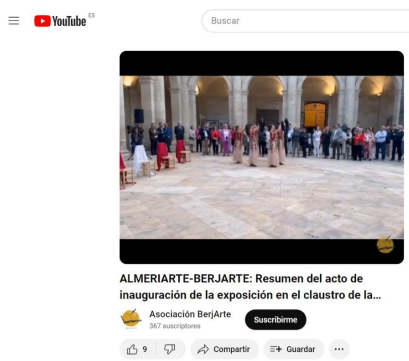 YouTube ES
Buscar
ALMERIARTE-BERJARTE: Resumen del acto de
inauguración de la exposición en el claustro de la...
Asociación BerjArte
367 suscriptores
Suscribirme
9
Compartir
Guardar